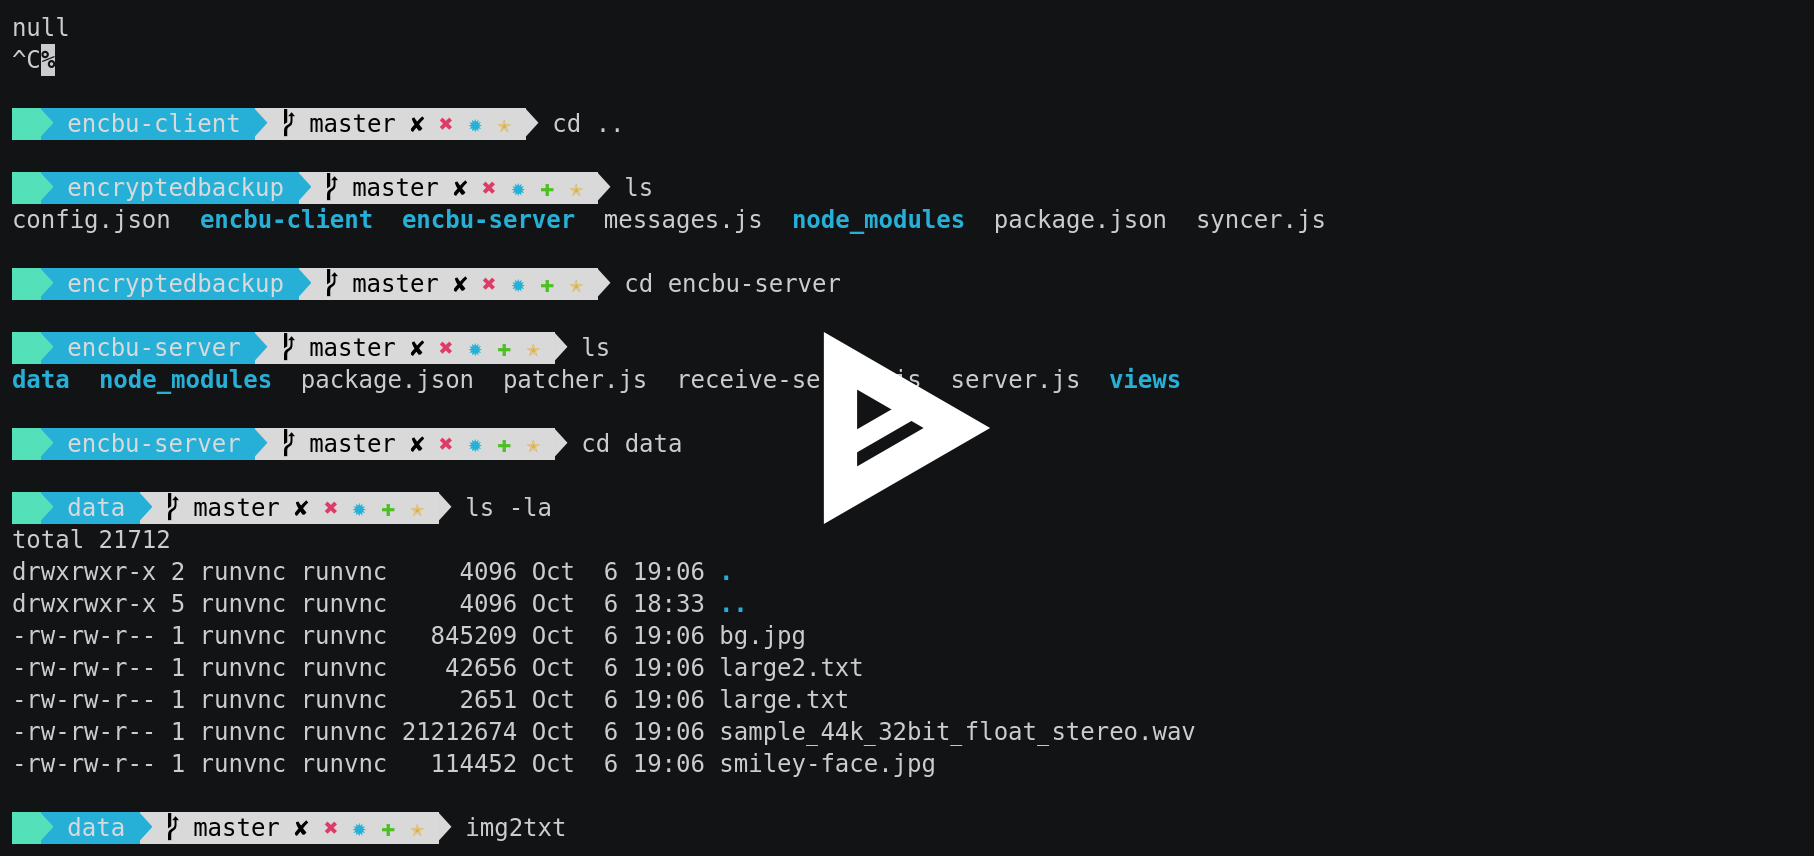 null
^C%
encbu-client master ✘ ✖ ✹ ✭ cd ..
encryptedbackup master ✘ ✖ ✹ ✚ ✭ ls
config.json  encbu-client  encbu-server  messages.js  node_modules  package.json  syncer.js
encryptedbackup master ✘ ✖ ✹ ✚ ✭ cd encbu-server
encbu-server master ✘ ✖ ✹ ✚ ✭ ls
data  node_modules  package.json  patcher.js  server.js  views
encbu-server master ✘ ✖ ✹ ✚ ✭ cd data
data master ✘ ✖ ✹ ✚ ✭ ls -la
total 21712
drwxrwxr-x 2 runvnc runvnc     4096 Oct  6 19:06 .
drwxrwxr-x 5 runvnc runvnc     4096 Oct  6 18:33 ..
-rw-rw-r-- 1 runvnc runvnc   845209 Oct  6 19:06 bg.jpg
-rw-rw-r-- 1 runvnc runvnc    42656 Oct  6 19:06 large2.txt
-rw-rw-r-- 1 runvnc runvnc     2651 Oct  6 19:06 large.txt
-rw-rw-r-- 1 runvnc runvnc 21212674 Oct  6 19:06 sample_44k_32bit_float_stereo.wav
-rw-rw-r-- 1 runvnc runvnc   114452 Oct  6 19:06 smiley-face.jpg
data master ✘ ✖ ✹ ✚ ✭ img2txt